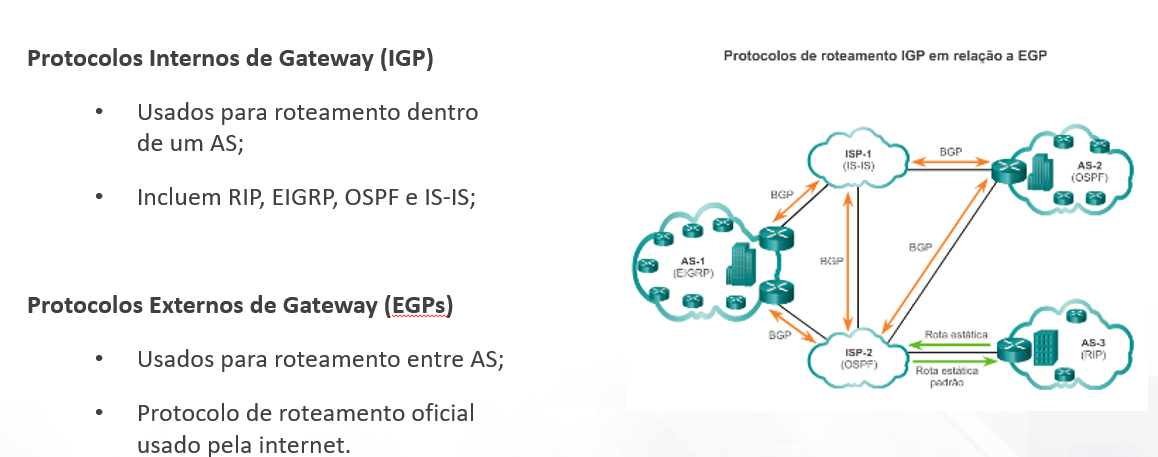 Protocolos Internos de Gateway (IGP)
• Usados para roteamento dentro
de um AS;
• Incluem RIP, EIGRP, OSPF e IS-IS;
Protocolos Externos de Gateway (EGPs)
• Usados para roteamento entre AS;
• Protocolo de roteamento oficial
usado pela internet.
Protocolos de roteamento IGP em relação a EGP
ISP-1
(IS-IS)
BGP
AS-2
(OSPF)
BGP
AS-1
(EIGRP)
BGP
BGP
BGP
ISP-2
(OSPF)
Rota estática
Rota estática
padrão
AS-3
(RIP)